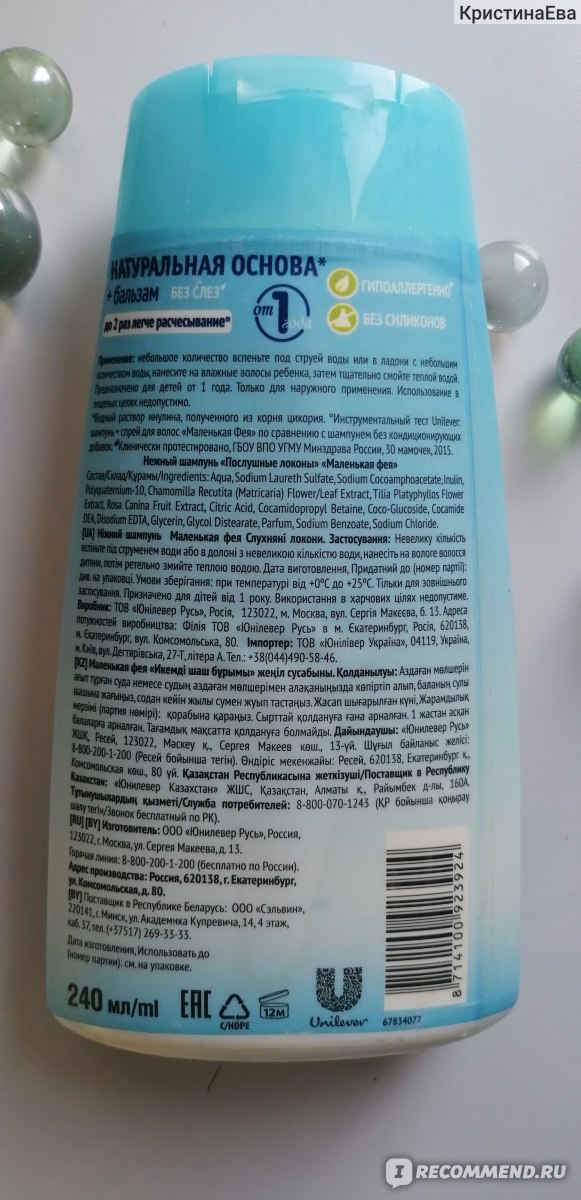 КристинаЕва
НАТУРАЛЬНАЯ ОСНОВА*
+ бальзам БЕЗ СЛЕЗ
до 2 раз легче расчесывание°
от 1 года
ГИПОАЛЛЕРГЕННО
БЕЗ СИЛИКОНОВ
Применение: небольшое количество вспеньте под струей воды или в ладони с небольшим
количеством воды, нанесите на влажные волосы ребенка, затем тщательно смойте теплой водой.
Предназначено для детей от 1 года. Только для наружного применения. Использование в
пищевых целях недопустимо.
*Водный раствор инулина, полученного из корня цикория. °Инструментальный тест Unilever:
шампунь + спрей для волос «Маленькая Фея» по сравнению с шампунем без кондиционирующих
добавок. Клинически протестировано, ГБОУ ВПО УГМУ Минздрава России, 30 мамочек, 2015.
Нежный шампунь «Послушные локоны» «Маленькая фея»
Состав/Склад/Құрамы/Ingredients: Aqua, Sodium Laureth Sulfate, Sodium Cocoamphoacetate, Inulin,
Polyquaternium-10, Chamomilla Recutita (Matricaria) Flower/Leaf Extract, Tilia Platyphyllos Flower
Extract, Rosa Canina Fruit Extract, Citric Acid, Cocamidopropyl Betaine, Coco-Glucoside, Cocamide
DEA, Disodium EDTA, Glycerin, Glycol Distearate, Parfum, Sodium Benzoate, Sodium Chloride.
[UA] Ніжний шампунь Маленькая фея Слухняні локони. Застосування: Невелику кількість
вспеньте під струменем води або в долоні з невеликою кількістю води, нанесіть на вологе волосся
дитини, потім ретельно змийте теплою водою. Дата виготовлення, Придатний до (номер партії):
див. на упаковці. Умови зберігання: при температурі від +0°С до +25°С. Тільки для зовнішнього
застосування. Призначено для дітей від 1 року. Використання в харчових цілях недопустиме.
Виробник: ТОВ «Юнілевер Русь», Росія, 123022, м. Москва, вул. Сергія Макєєва, б. 13. Адреса
потужностей виробництва: Філія ТОВ «Юнілевер Русь» в м. Єкатеринбург, Росія, 620138,
м. Єкатеринбург, вул. Комсомольська, 80. Імпортер: ТОВ «Юнілівер Україна», 04119, Україна,
м. Київ, вул. Дегтярівська, 27-Т, літера А. Тел.: +38(044)490-58-46.
[KZ] Маленькая фея «Икемді шаш бұрымы» жеңіл сусабыны. Қолданылуы: Аздаған мөлшерін
ағып тұрған суда немесе судың аздаған мөлшерімен алақаныңызда көпіртіп алып, баланың сулы
шашына жағыңыз, содан кейін жылы сумен жуып тастаңыз. Жасап шығарылған күні, Жарамдылық
мерзімі (партия нөмірі): қорабына қараңыз. Сырттай қолдануға ғана арналған. 1 жастан асқан
балаларға арналған. Тағамдық мақсатта қолдануға болмайды. Дайындаушы: «Юнилевер Русь»
ЖШҚ, Ресей, 123022, Мәскеу қ., Сергея Макеев көш., 13-үй. Шұғыл байланыс желісі:
8-800-200-1-200 (Ресей бойынша тегін). Өндіріс мекенжайы: Ресей, 620138, Екатеринбург қ.,
Комсомольская көш., 80 үй. Қазақстан Республикасына жеткізуші/Поставщик в Республику
Казахстан: «Юнилевер Казахстан» ЖШС, Қазақстан, Алматы қ., Райымбек д-лы, 160А.
Тұтынушылардың қызметі/Служба потребителей: 8-800-070-1243 (ҚР бойынша қоңырау
шалу тегін/Звонок бесплатный по РК).
[RU] [BY] Изготовитель: ООО «Юнилевер Русь», Россия,
123022, г. Москва, ул. Сергея Макеева, д. 13.
Горячая линия: 8-800-200-1-200 (бесплатно по России).
Адрес производства: Россия, 620138, г. Екатеринбург,
ул. Комсомольская, д. 80.
[BY] Поставщик в Республике Беларусь: ООО «Сэльвин»,
220141, г. Минск, ул. Академика Купревича, 14, 4 этаж,
каб. 37, тел. (+37517) 269-33-33.
Дата изготовления, Использовать до
(номер партии): см. на упаковке.
8 714100 923924
240 мл/ml
EAC
C/HDPE
12М
Unilever
67834077
IRECOMMEND.RU